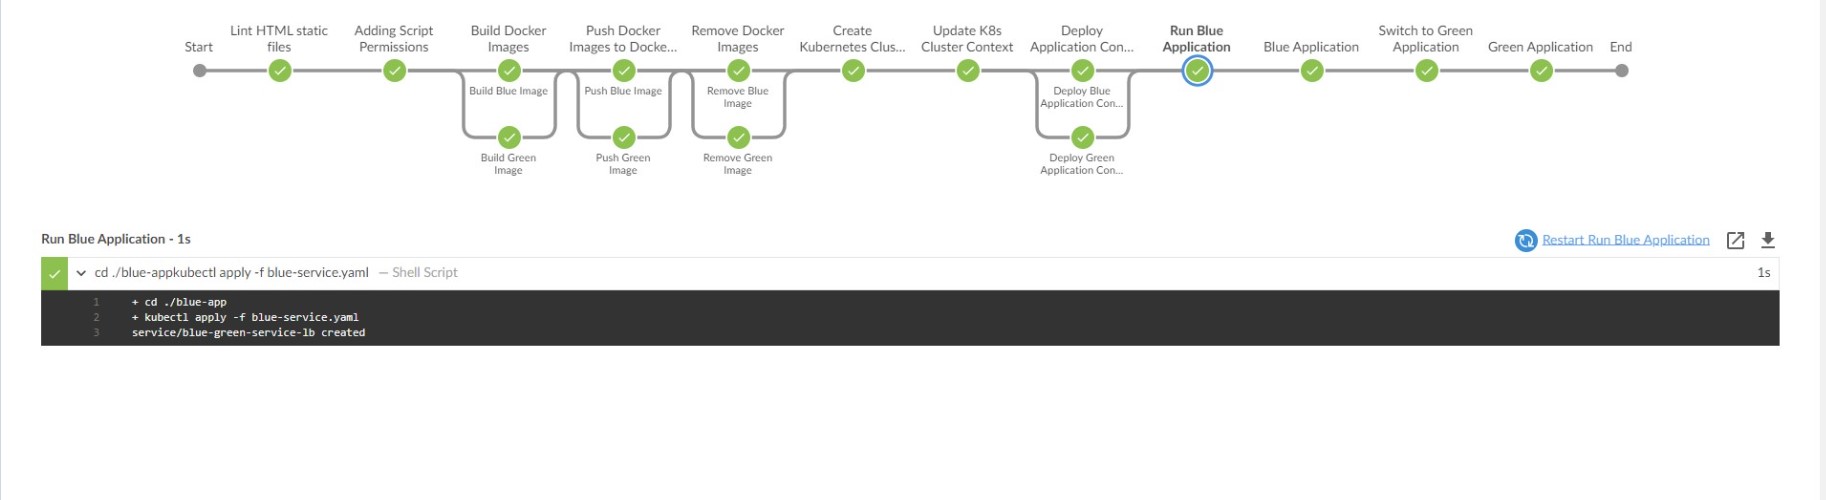 Start
Lint HTML static
files
Adding Script
Permissions
Build Docker
Images
Push Docker
Images to Docke...
Remove Docker
Images
Create
Kubernetes Clus...
Update K8s
Cluster Context
Deploy
Application Con...
Run Blue
Application
Blue Application
Switch to Green
Application
Green Application
End
Build Blue Image
Push Blue Image
Remove Blue
Image
Deploy Blue
Application Con...
Build Green
Image
Push Green
Image
Remove Green
Image
Deploy Green
Application Con...
Run Blue Application - 1s
Restart Run Blue Application
cd ./blue-appkubectl apply -f blue-service.yaml — Shell Script 1s
1 + cd ./blue-app
2 + kubectl apply -f blue-service.yaml
3 service/blue-green-service-lb created